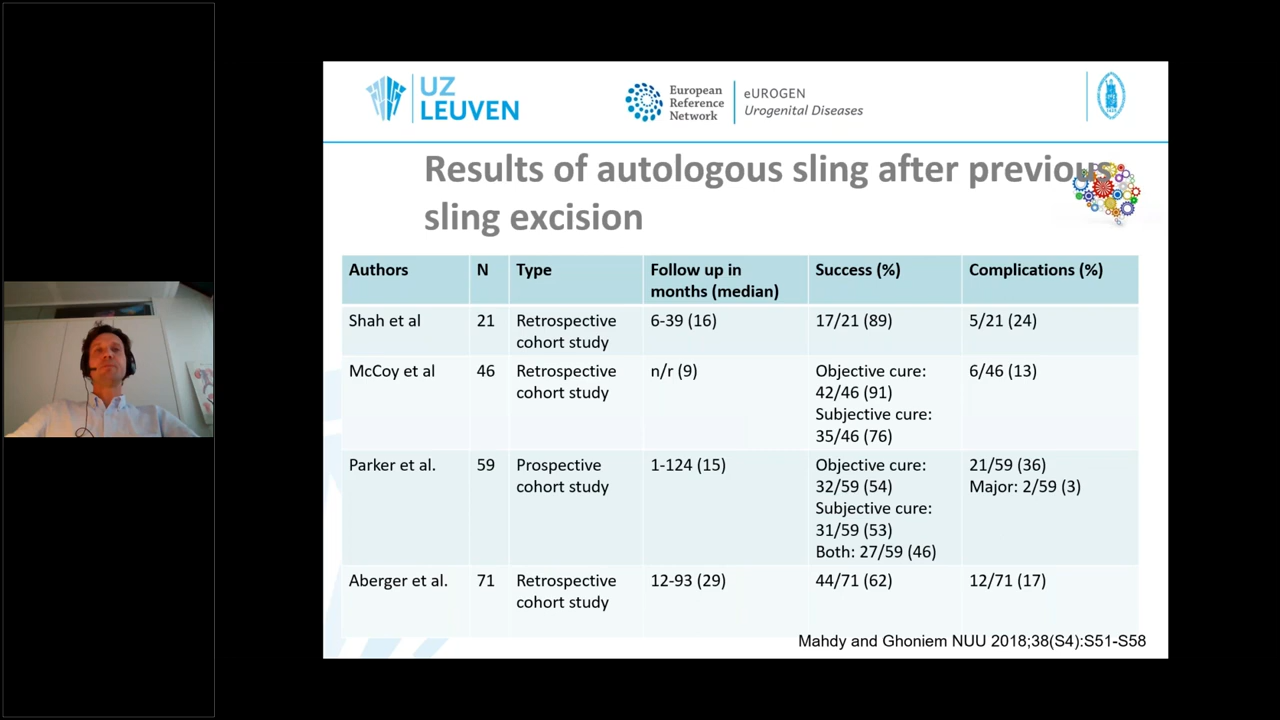 UZ
LEUVEN
European
Reference
Network
eUROGEN
Urogenital Diseases
Results of autologous sling after previous
sling excision
Authors N Type Follow up in months (median) Success (%) Complications (%)
Shah et al 21 Retrospective cohort study 6-39 (16) 17/21 (89) 5/21 (24)
McCoy et al 46 Retrospective cohort study n/r (9) Objective cure: 42/46 (91) Subjective cure: 35/46 (76) 6/46 (13)
Parker et al. 59 Prospective cohort study 1-124 (15) Objective cure: 32/59 (54) Subjective cure: 31/59 (53) Both: 27/59 (46) 21/59 (36) Major: 2/59 (3)
Aberger et al. 71 Retrospective cohort study 12-93 (29) 44/71 (62) 12/71 (17)
Mahdy and Ghoniem NUU 2018;38(S4):S51-S58